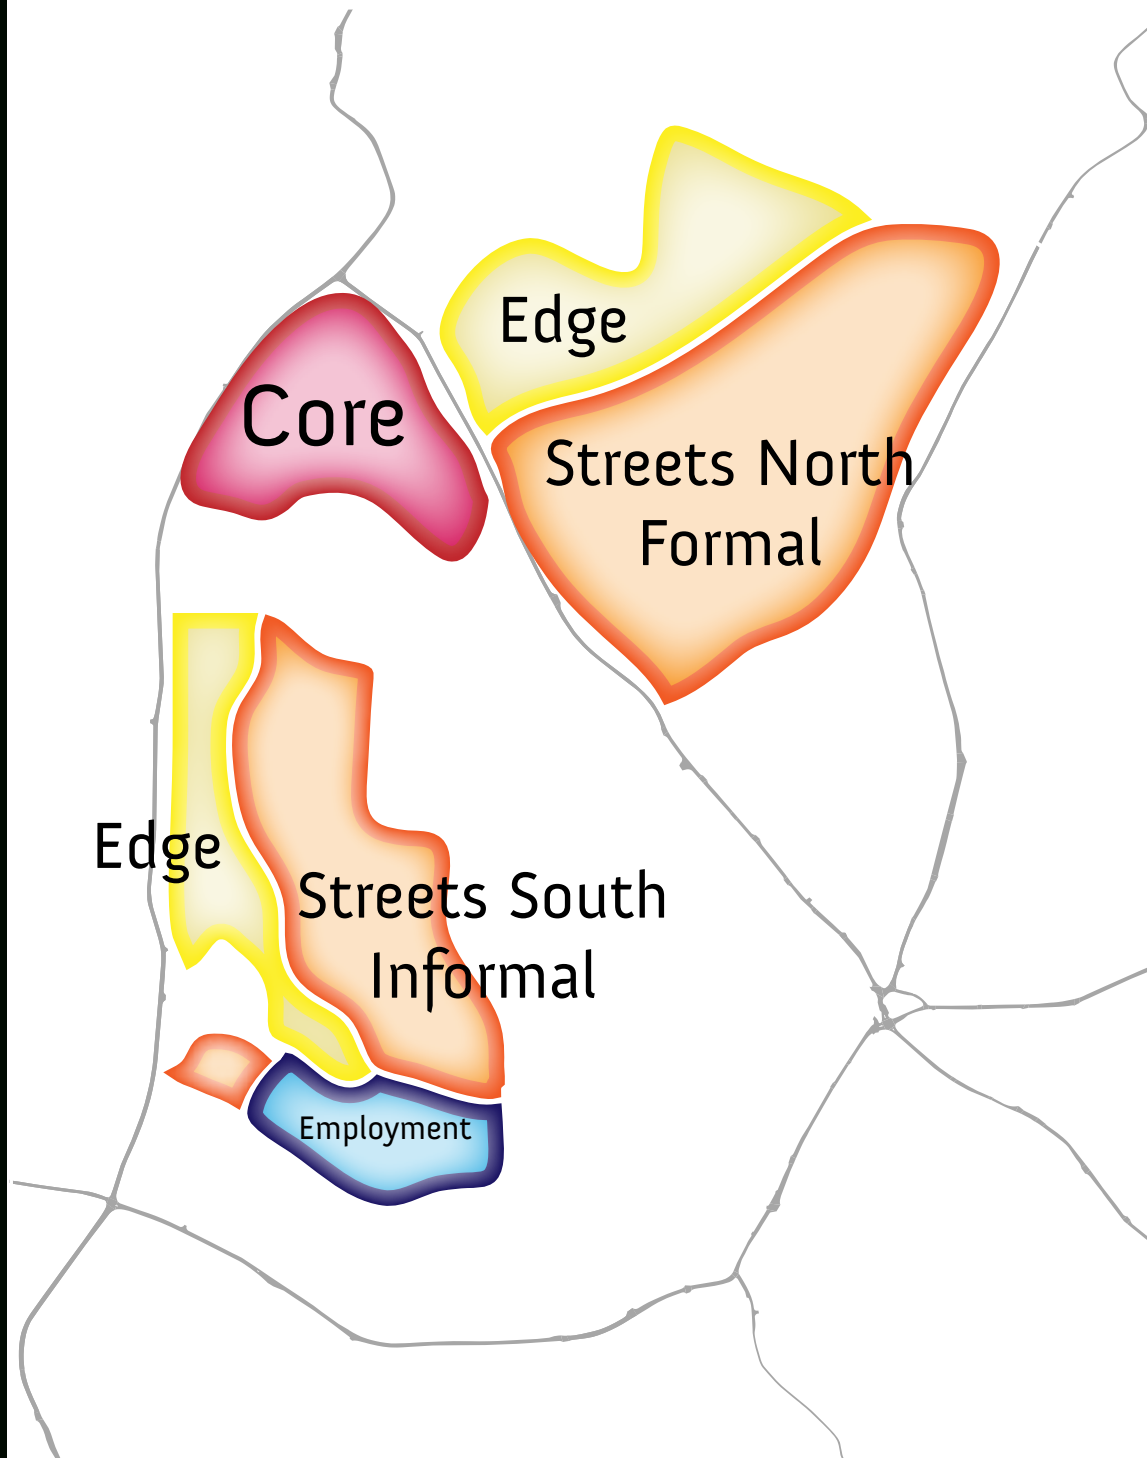 Edge
Core
Streets North
Formal
Edge
Streets South
Informal
Employment